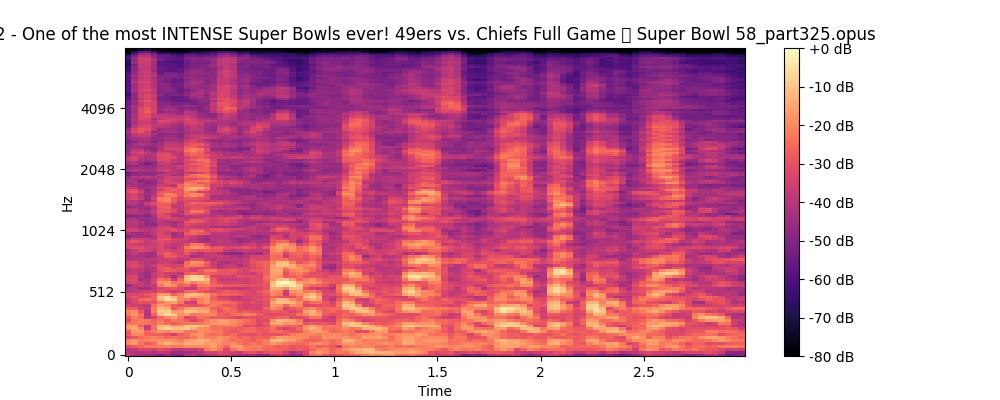 2 - One of the most INTENSE Super Bowls ever! 49ers vs. Chiefs Full Game 🏈 Super Bowl 58_part325.opus
+0 dB
-10 dB
-20 dB
-30 dB
-40 dB
-50 dB
-60 dB
-70 dB
-80 dB
4096
2048
1024
512
0
Hz
0
0.5
1
1.5
2
2.5
Time